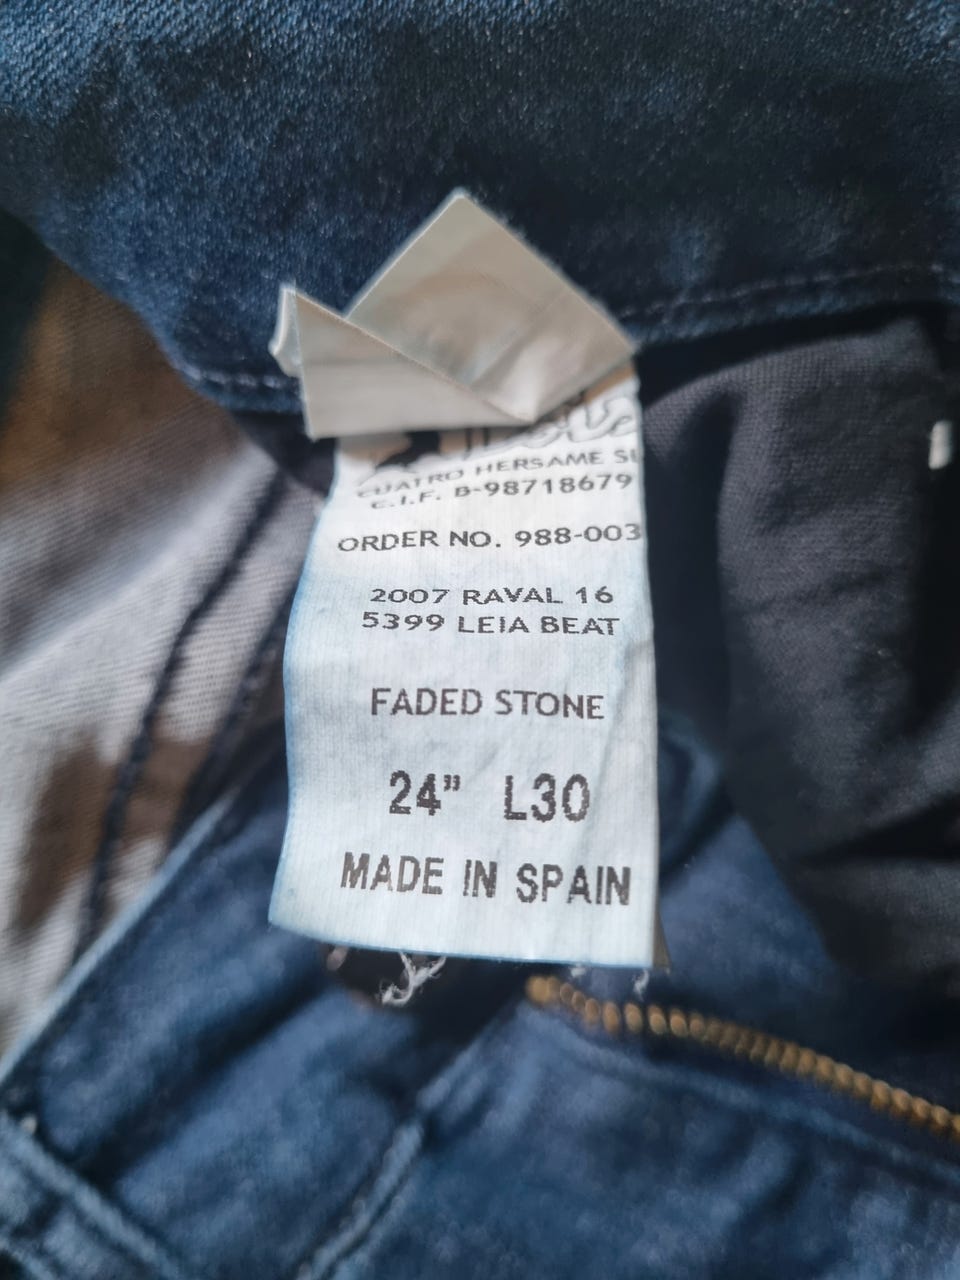 CUATRO HERSAME SL
C.I.F. B-98718679
ORDER NO. 988-003
2007 RAVAL 16
5399 LEIA BEAT
FADED STONE
24” L30
MADE IN SPAIN